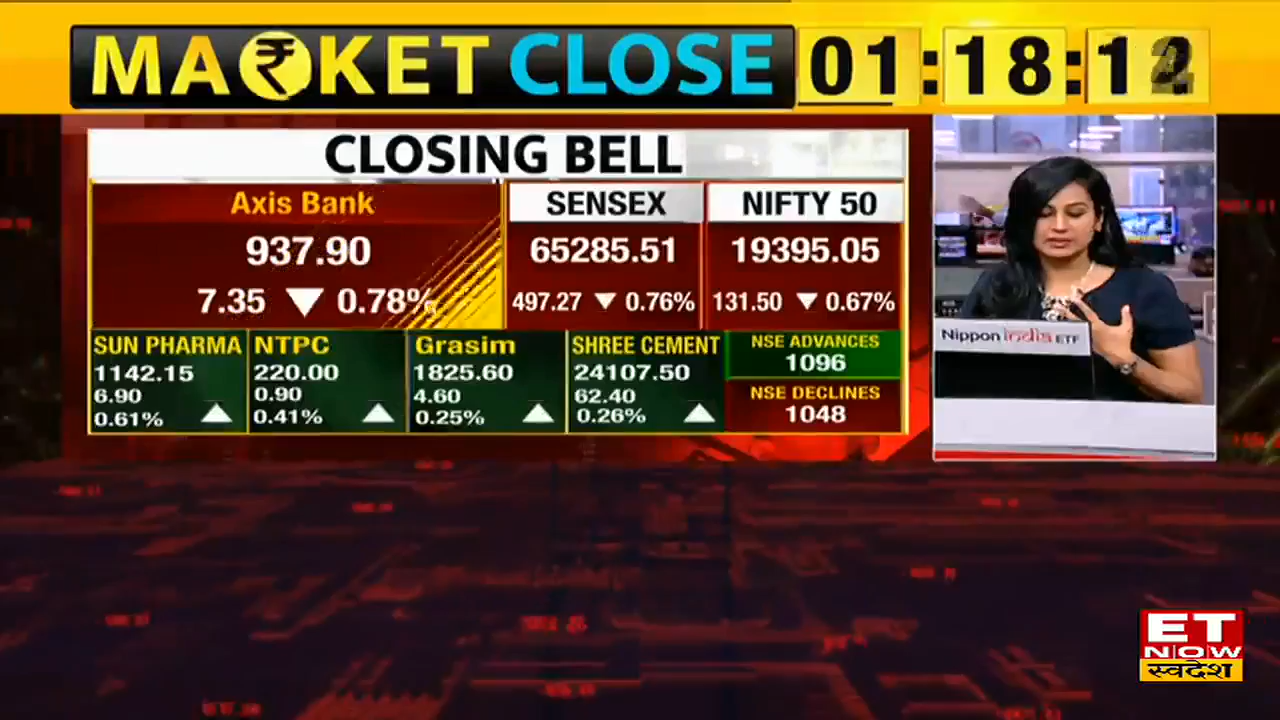 MA₹KET CLOSE
01:18:12
CLOSING BELL
Axis Bank
937.90
7.35 ▼ 0.78%
SENSEX
65285.51
497.27 ▼ 0.76%
NIFTY 50
19395.05
131.50 ▼ 0.67%
SUN PHARMA
1142.15
6.90
0.61% ▲
NTPC
220.00
0.90
0.41% ▲
Grasim
1825.60
4.60
0.25% ▲
SHREE CEMENT
24107.50
62.40
0.26% ▲
NSE ADVANCES
1096
NSE DECLINES
1048
Nippon india ETF
ET
NOW
स्वदेश